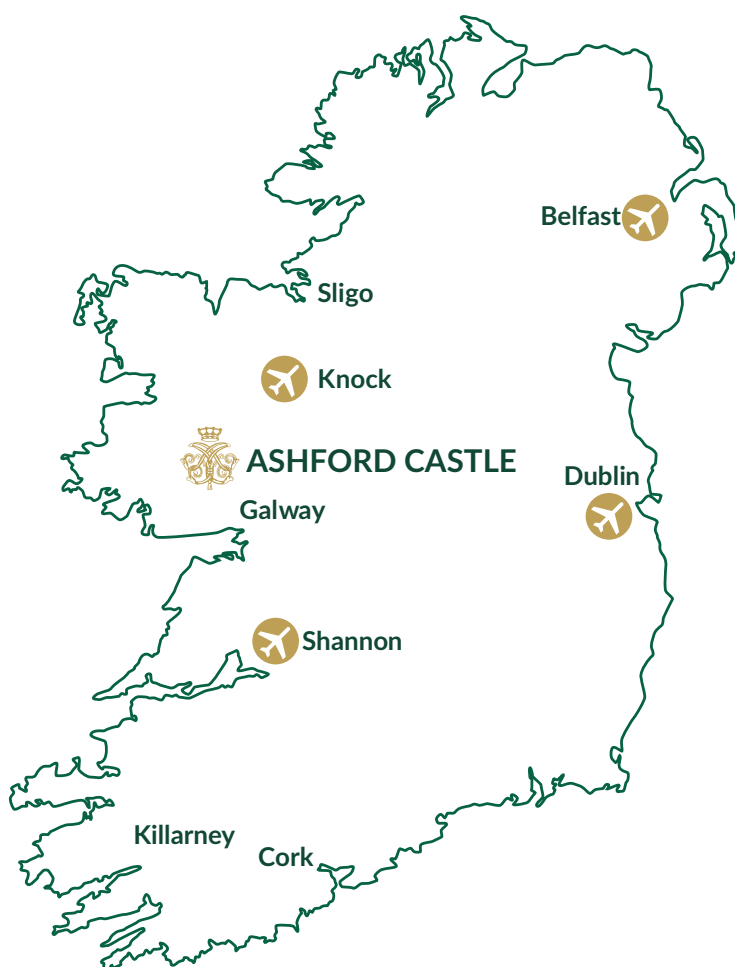 Belfast
Sligo
Knock
ASHFORD CASTLE
Dublin
Galway
Shannon
Killarney
Cork